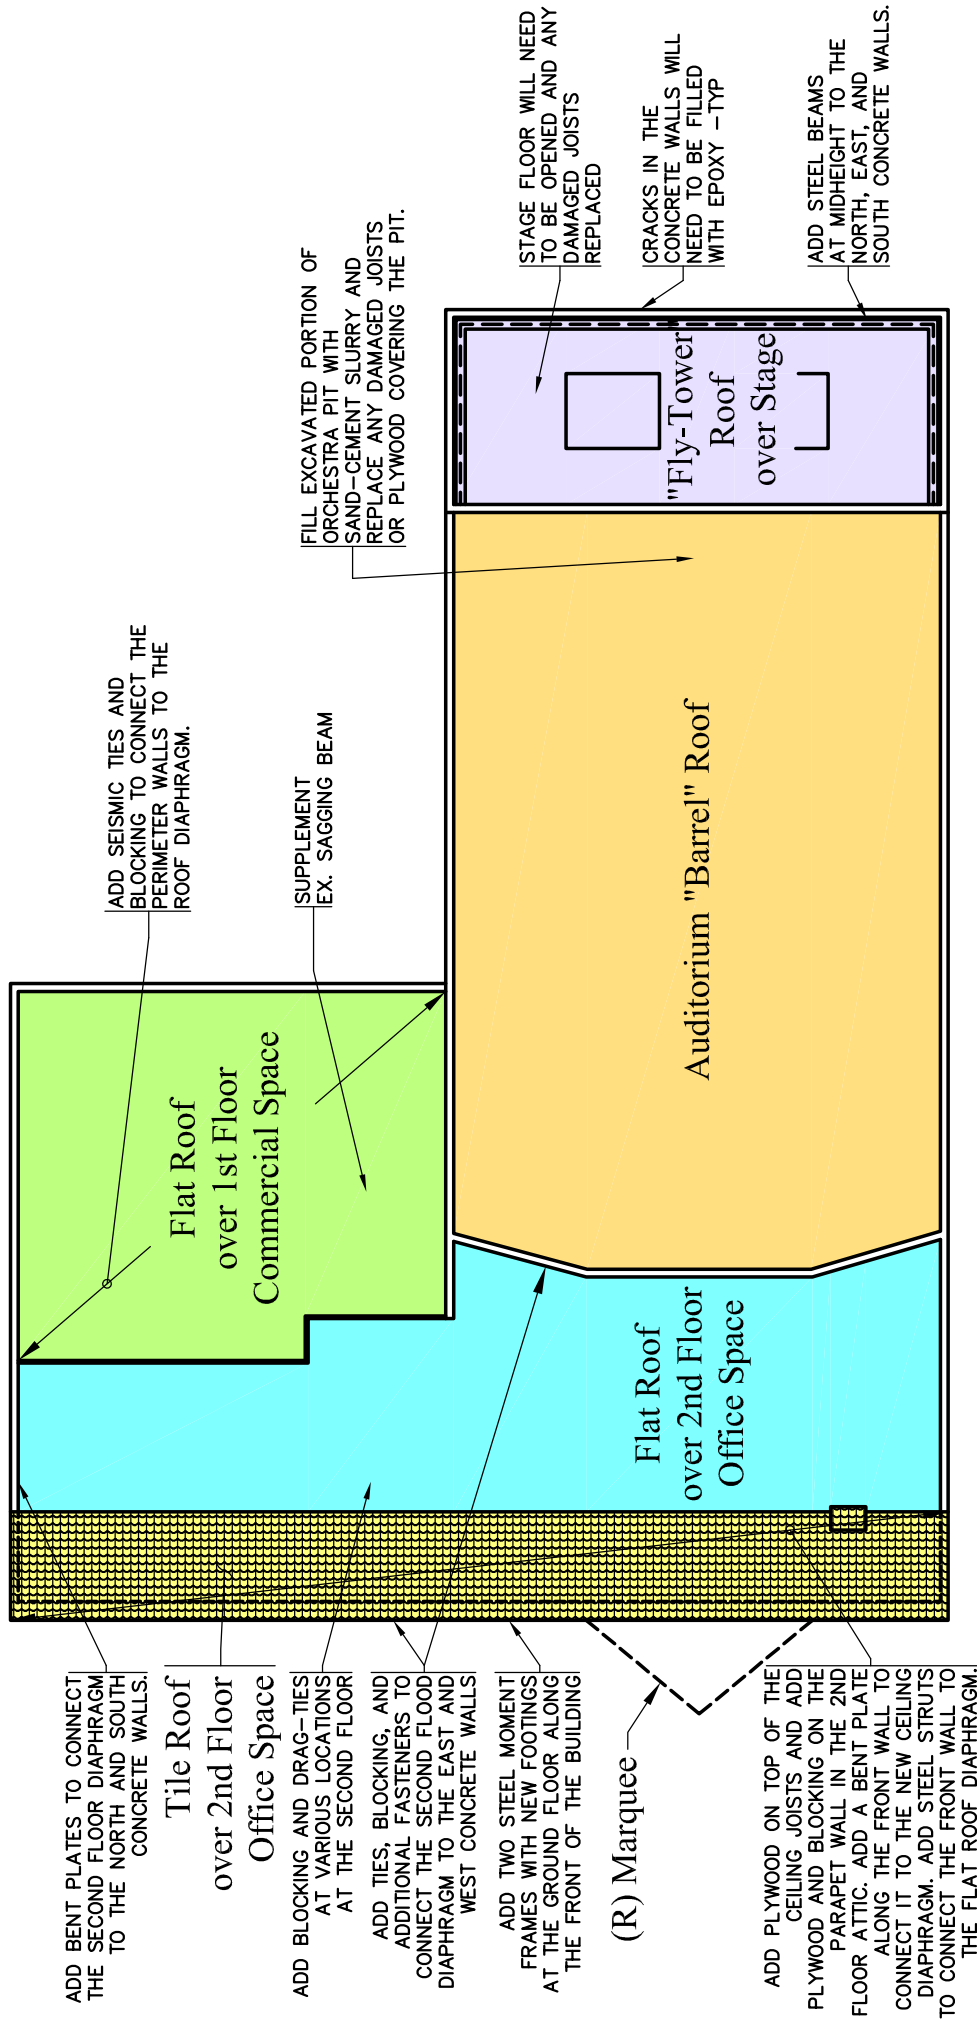 ADD BENT PLATES TO CONNECT
THE SECOND FLOOR DIAPHRAGM
TO THE NORTH AND SOUTH
CONCRETE WALLS.
Tile Roof
over 2nd Floor
Office Space
ADD BLOCKING AND DRAG-TIES
AT VARIOUS LOCATIONS
AT THE SECOND FLOOR
ADD TIES, BLOCKING, AND
ADDITIONAL FASTENERS TO
CONNECT THE SECOND FLOOD
DIAPHRAGM TO THE EAST AND
WEST CONCRETE WALLS
ADD TWO STEEL MOMENT
FRAMES WITH NEW FOOTINGS
AT THE GROUND FLOOR ALONG
THE FRONT OF THE BUILDING
(R) Marquee
ADD PLYWOOD ON TOP OF THE
CEILING JOISTS AND ADD
PLYWOOD AND BLOCKING ON THE
PARAPET WALL IN THE 2ND
FLOOR ATTIC. ADD A BENT PLATE
ALONG THE FRONT WALL TO
CONNECT IT TO THE NEW CEILING
DIAPHRAGM. ADD STEEL STRUTS
TO CONNECT THE FRONT WALL TO
THE FLAT ROOF DIAPHRAGM.
Flat Roof
over 2nd Floor
Office Space
Flat Roof
over 1st Floor
Commercial Space
ADD SEISMIC TIES AND
BLOCKING TO CONNECT THE
PERIMETER WALLS TO THE
ROOF DIAPHRAGM.
SUPPLEMENT
EX. SAGGING BEAM
Auditorium "Barrel" Roof
FILL EXCAVATED PORTION OF
ORCHESTRA PIT WITH
SAND-CEMENT SLURRY AND
REPLACE ANY DAMAGED JOISTS
OR PLYWOOD COVERING THE PIT.
"Fly-Tower"
Roof
over Stage
STAGE FLOOR WILL NEED
TO BE OPENED AND ANY
DAMAGED JOISTS
REPLACED
CRACKS IN THE
CONCRETE WALLS WILL
NEED TO BE FILLED
WITH EPOXY -TYP
ADD STEEL BEAMS
AT MIDHEIGHT TO THE
NORTH, EAST, AND
SOUTH CONCRETE WALLS.